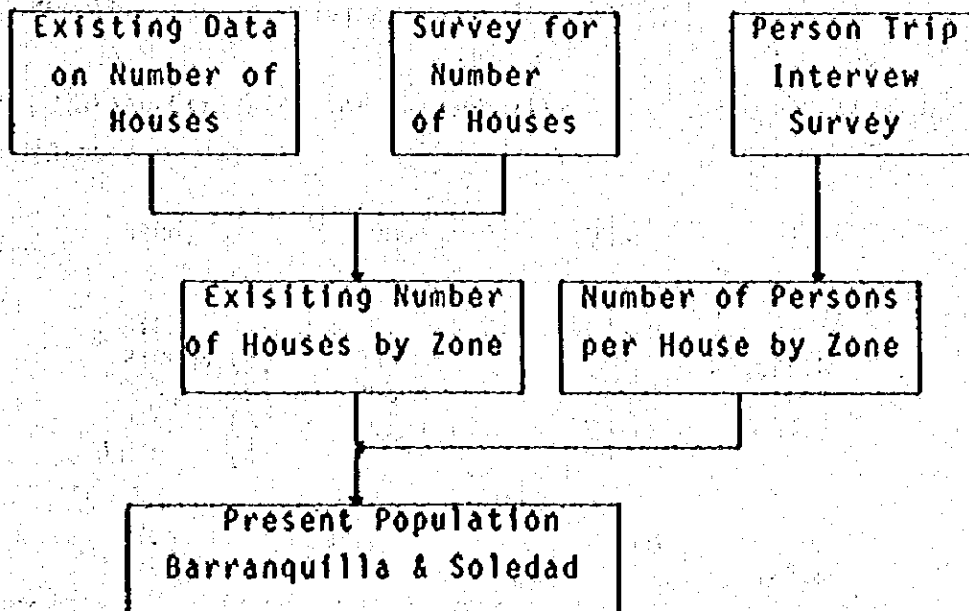 Existing Data
on Number of
Houses
Survey for
Number
of Houses
Person Trip
Intervew
Survey
Exisiting Number
of Houses by Zone
Number of Persons
per House by Zone
Present Population
Barranquilla & Soledad